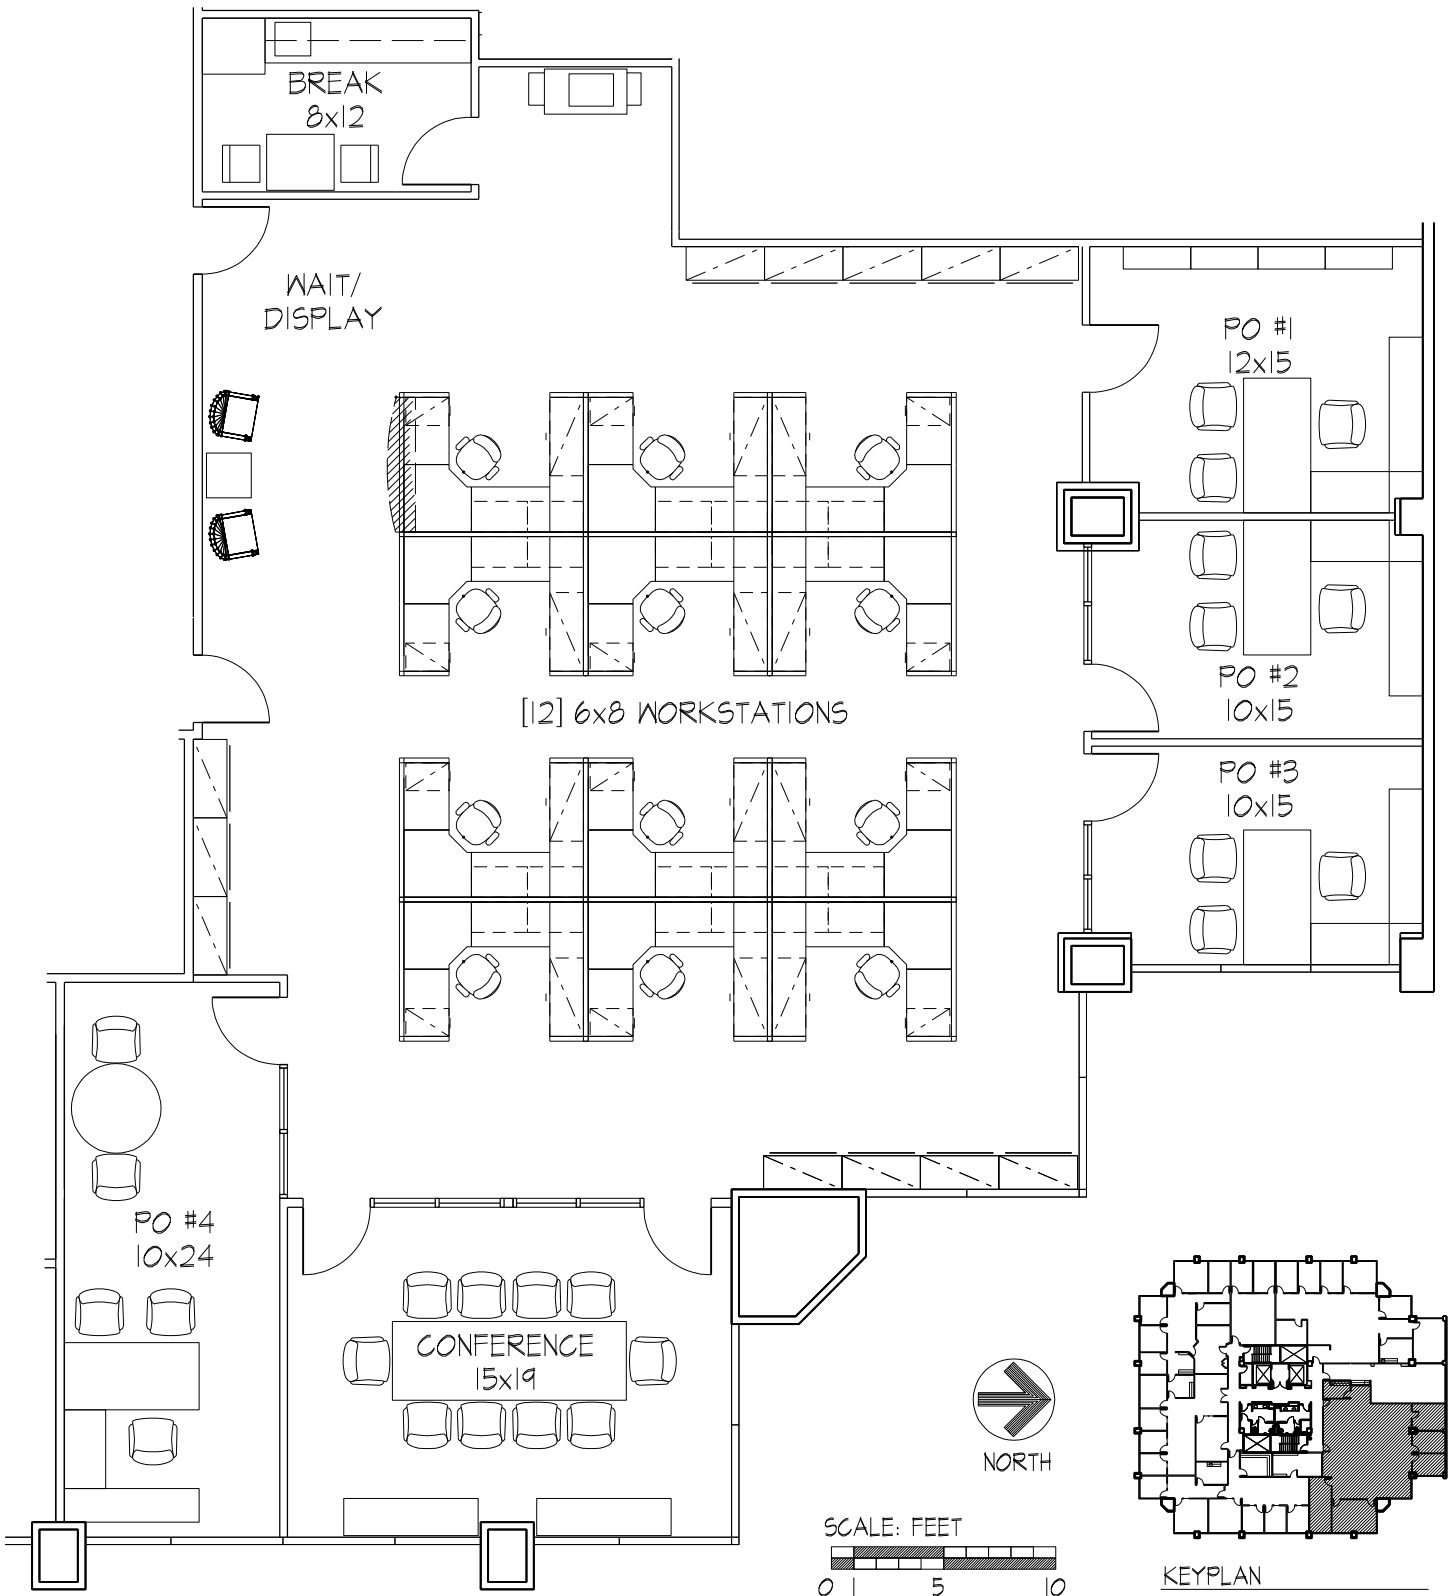 BREAK
8x12
WAIT/
DISPLAY
PO #1
12x15
PO #2
10x15
[12] 6x8 WORKSTATIONS
PO #3
10x15
PO #4
10x24
CONFERENCE
15x19
NORTH
SCALE: FEET
0 1 5 10
KEYPLAN